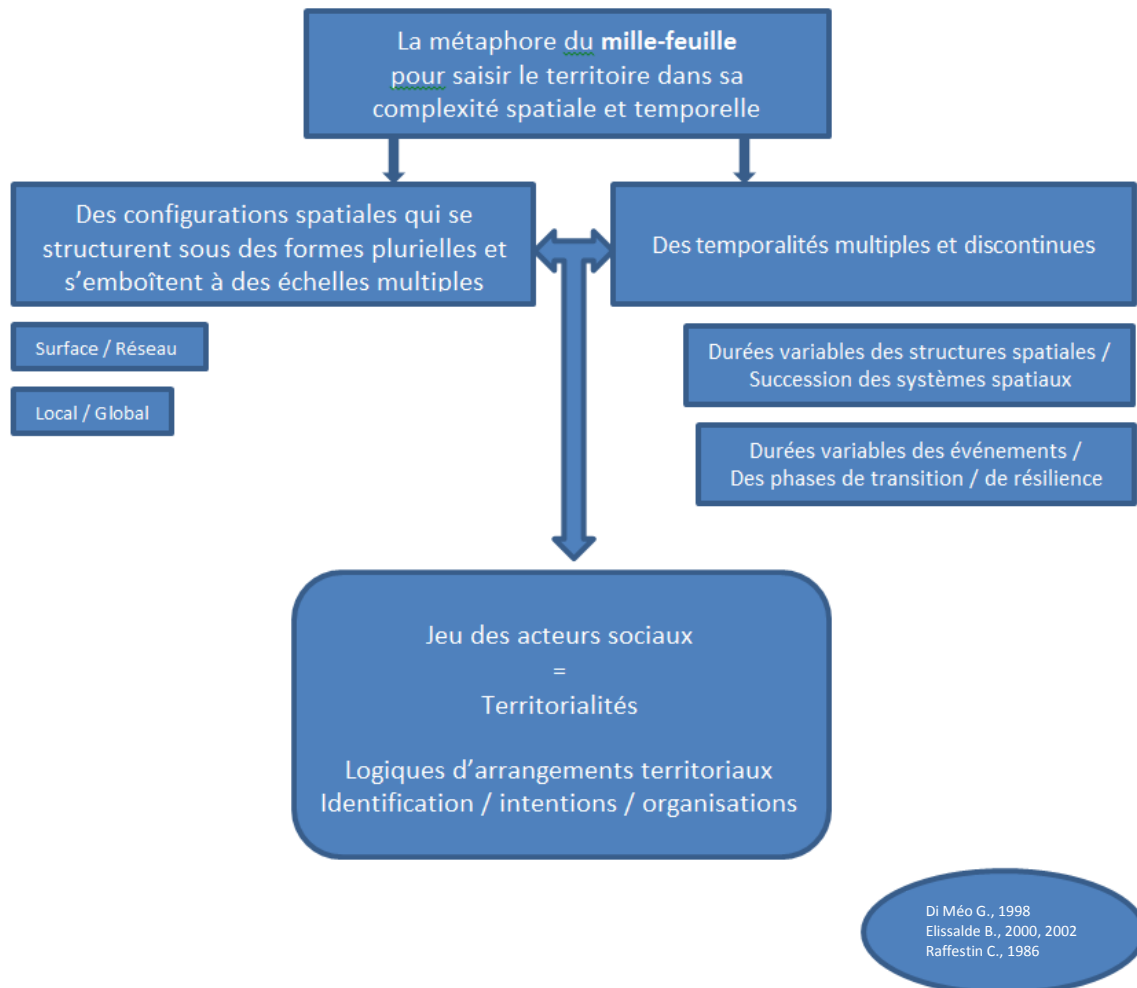 La métaphore du mille-feuille
pour saisir le territoire dans sa
complexité spatiale et temporelle
Des configurations spatiales qui se
structurent sous des formes plurielles et
s’emboîtent à des échelles multiples
Des temporalités multiples et discontinues
Surface / Réseau
Local / Global
Durées variables des structures spatiales /
Succession des systèmes spatiaux
Durées variables des événements /
Des phases de transition / de résilience
Jeu des acteurs sociaux
=
Territorialités
Logiques d’arrangements territoriaux
Identification / intentions / organisations
Di Méo G., 1998
Elissalde B., 2000, 2002
Raffestin C., 1986